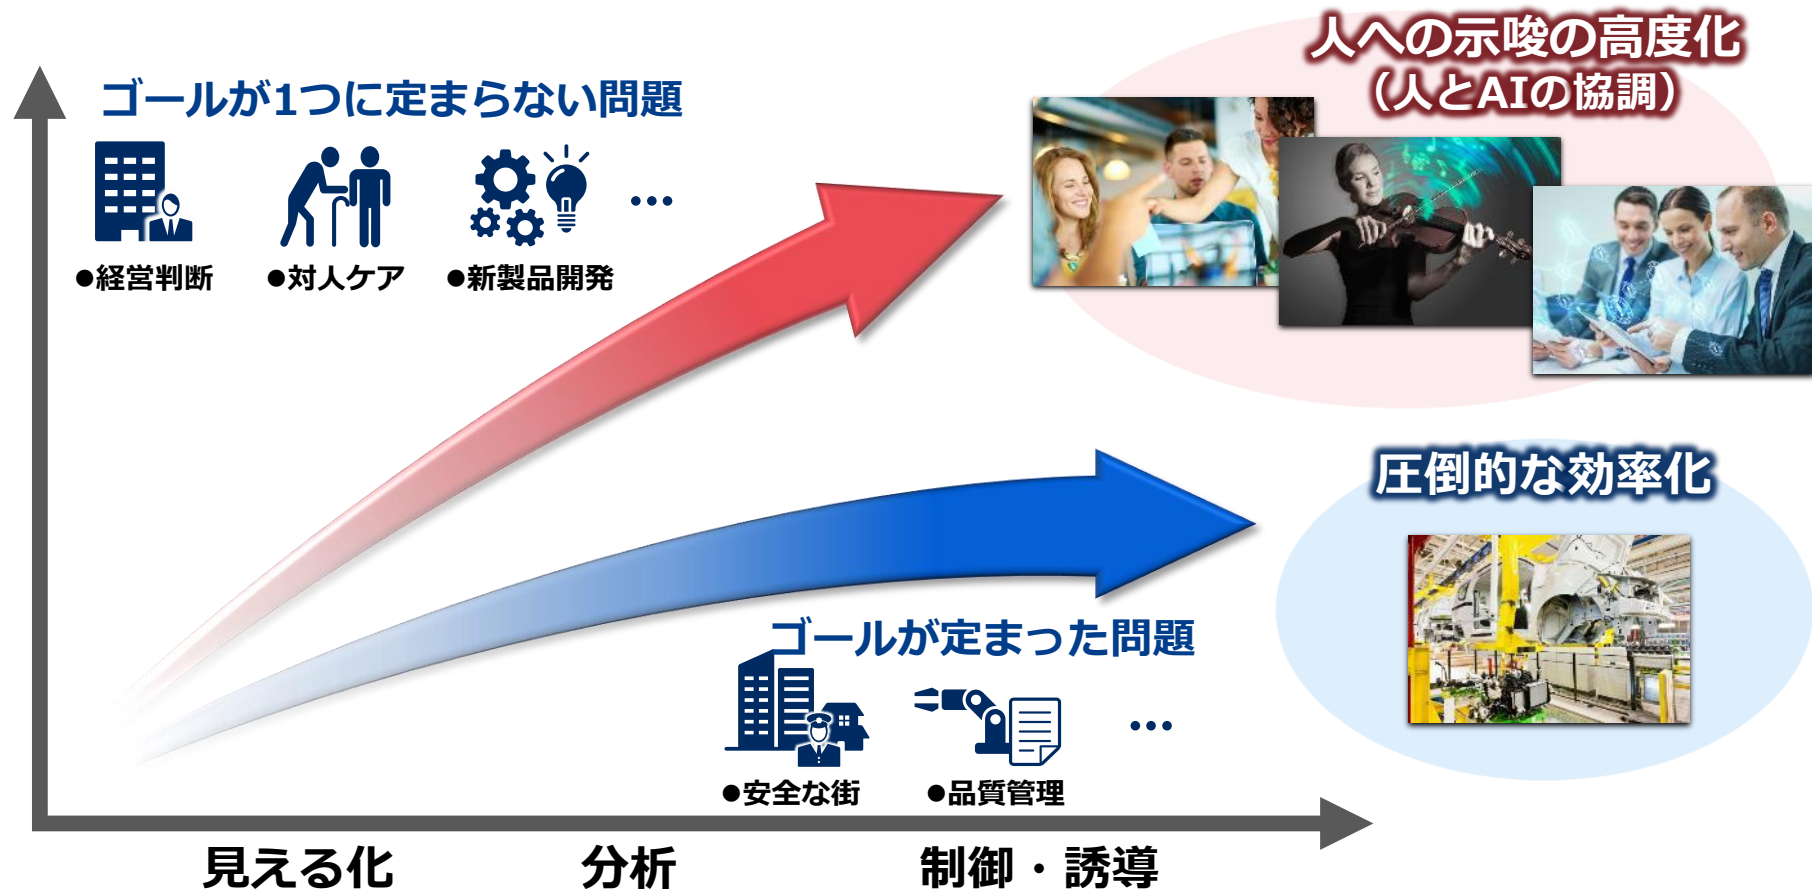 人への示唆の高度化
（人とAIの協調）
ゴールが1つに定まらない問題
●経営判断
●対人ケア
●新製品開発
…
圧倒的な効率化
ゴールが定まった問題
●安全な街
●品質管理
…
見える化
分析
制御・誘導